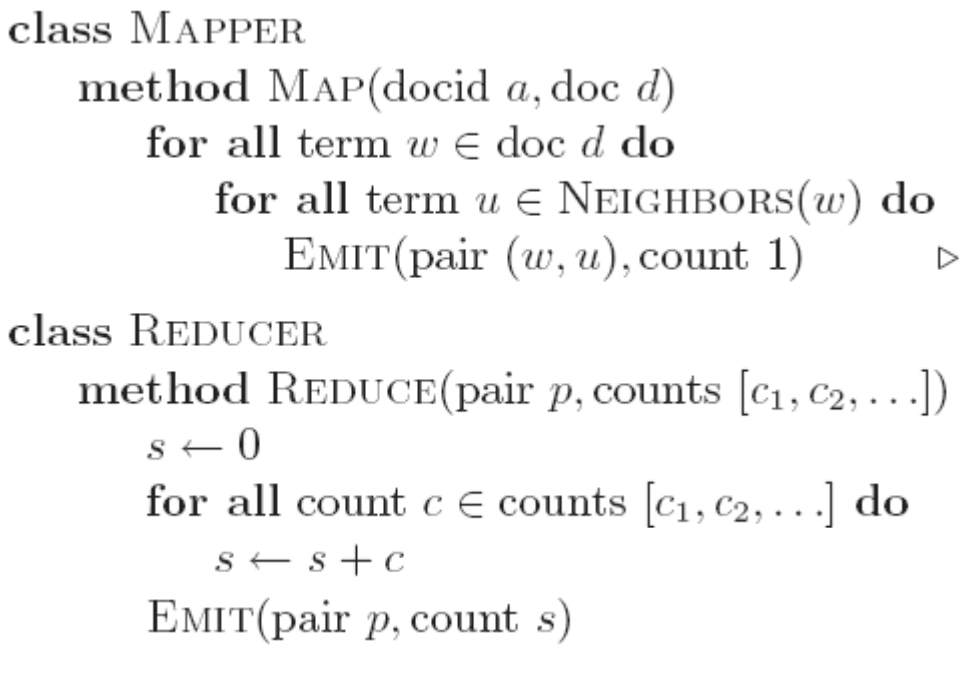 class MAPPER
method MAP(docid a, doc d)
for all term w ∈ doc d do
for all term u ∈ NEIGHBORS(w) do
EMIT(pair (w, u), count 1) ▷
class REDUCER
method REDUCE(pair p, counts [c₁, c₂, . . .])
s ← 0
for all count c ∈ counts [c₁, c₂, . . .] do
s ← s + c
EMIT(pair p, count s)